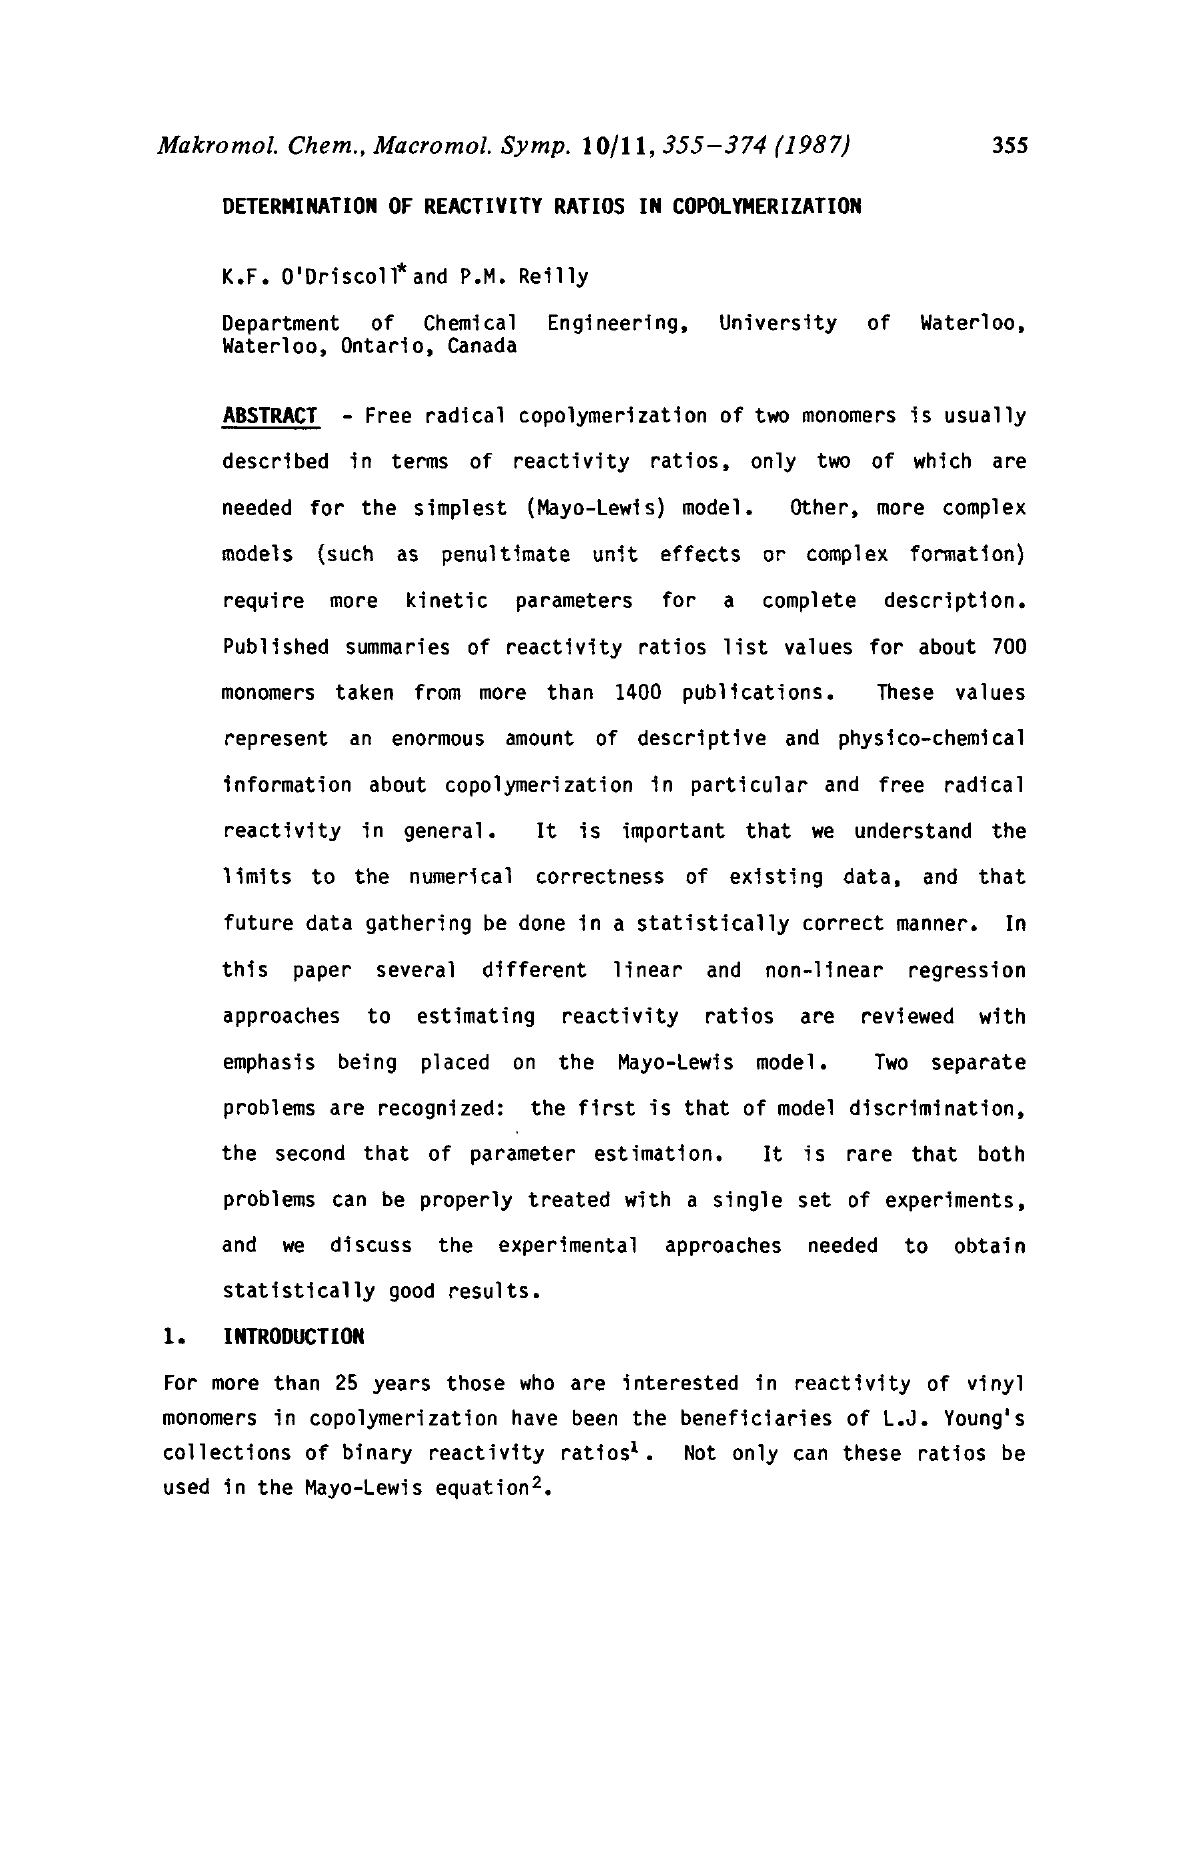 Makromol. Chem., Macromol. Symp. 10/11, 355–374 (1987) 355
DETERMINATION OF REACTIVITY RATIOS IN COPOLYMERIZATION
K.F. O'Driscoll* and P.M. Reilly
Department of Chemical Engineering, University of Waterloo,
Waterloo, Ontario, Canada
ABSTRACT - Free radical copolymerization of two monomers is usually
described in terms of reactivity ratios, only two of which are
needed for the simplest (Mayo-Lewis) model. Other, more complex
models (such as penultimate unit effects or complex formation)
require more kinetic parameters for a complete description.
Published summaries of reactivity ratios list values for about 700
monomers taken from more than 1400 publications. These values
represent an enormous amount of descriptive and physico-chemical
information about copolymerization in particular and free radical
reactivity in general. It is important that we understand the
limits to the numerical correctness of existing data, and that
future data gathering be done in a statistically correct manner. In
this paper several different linear and non-linear regression
approaches to estimating reactivity ratios are reviewed with
emphasis being placed on the Mayo-Lewis model. Two separate
problems are recognized: the first is that of model discrimination,
the second that of parameter estimation. It is rare that both
problems can be properly treated with a single set of experiments,
and we discuss the experimental approaches needed to obtain
statistically good results.
1. INTRODUCTION
For more than 25 years those who are interested in reactivity of vinyl
monomers in copolymerization have been the beneficiaries of L.J. Young's
collections of binary reactivity ratios¹. Not only can these ratios be
used in the Mayo-Lewis equation².